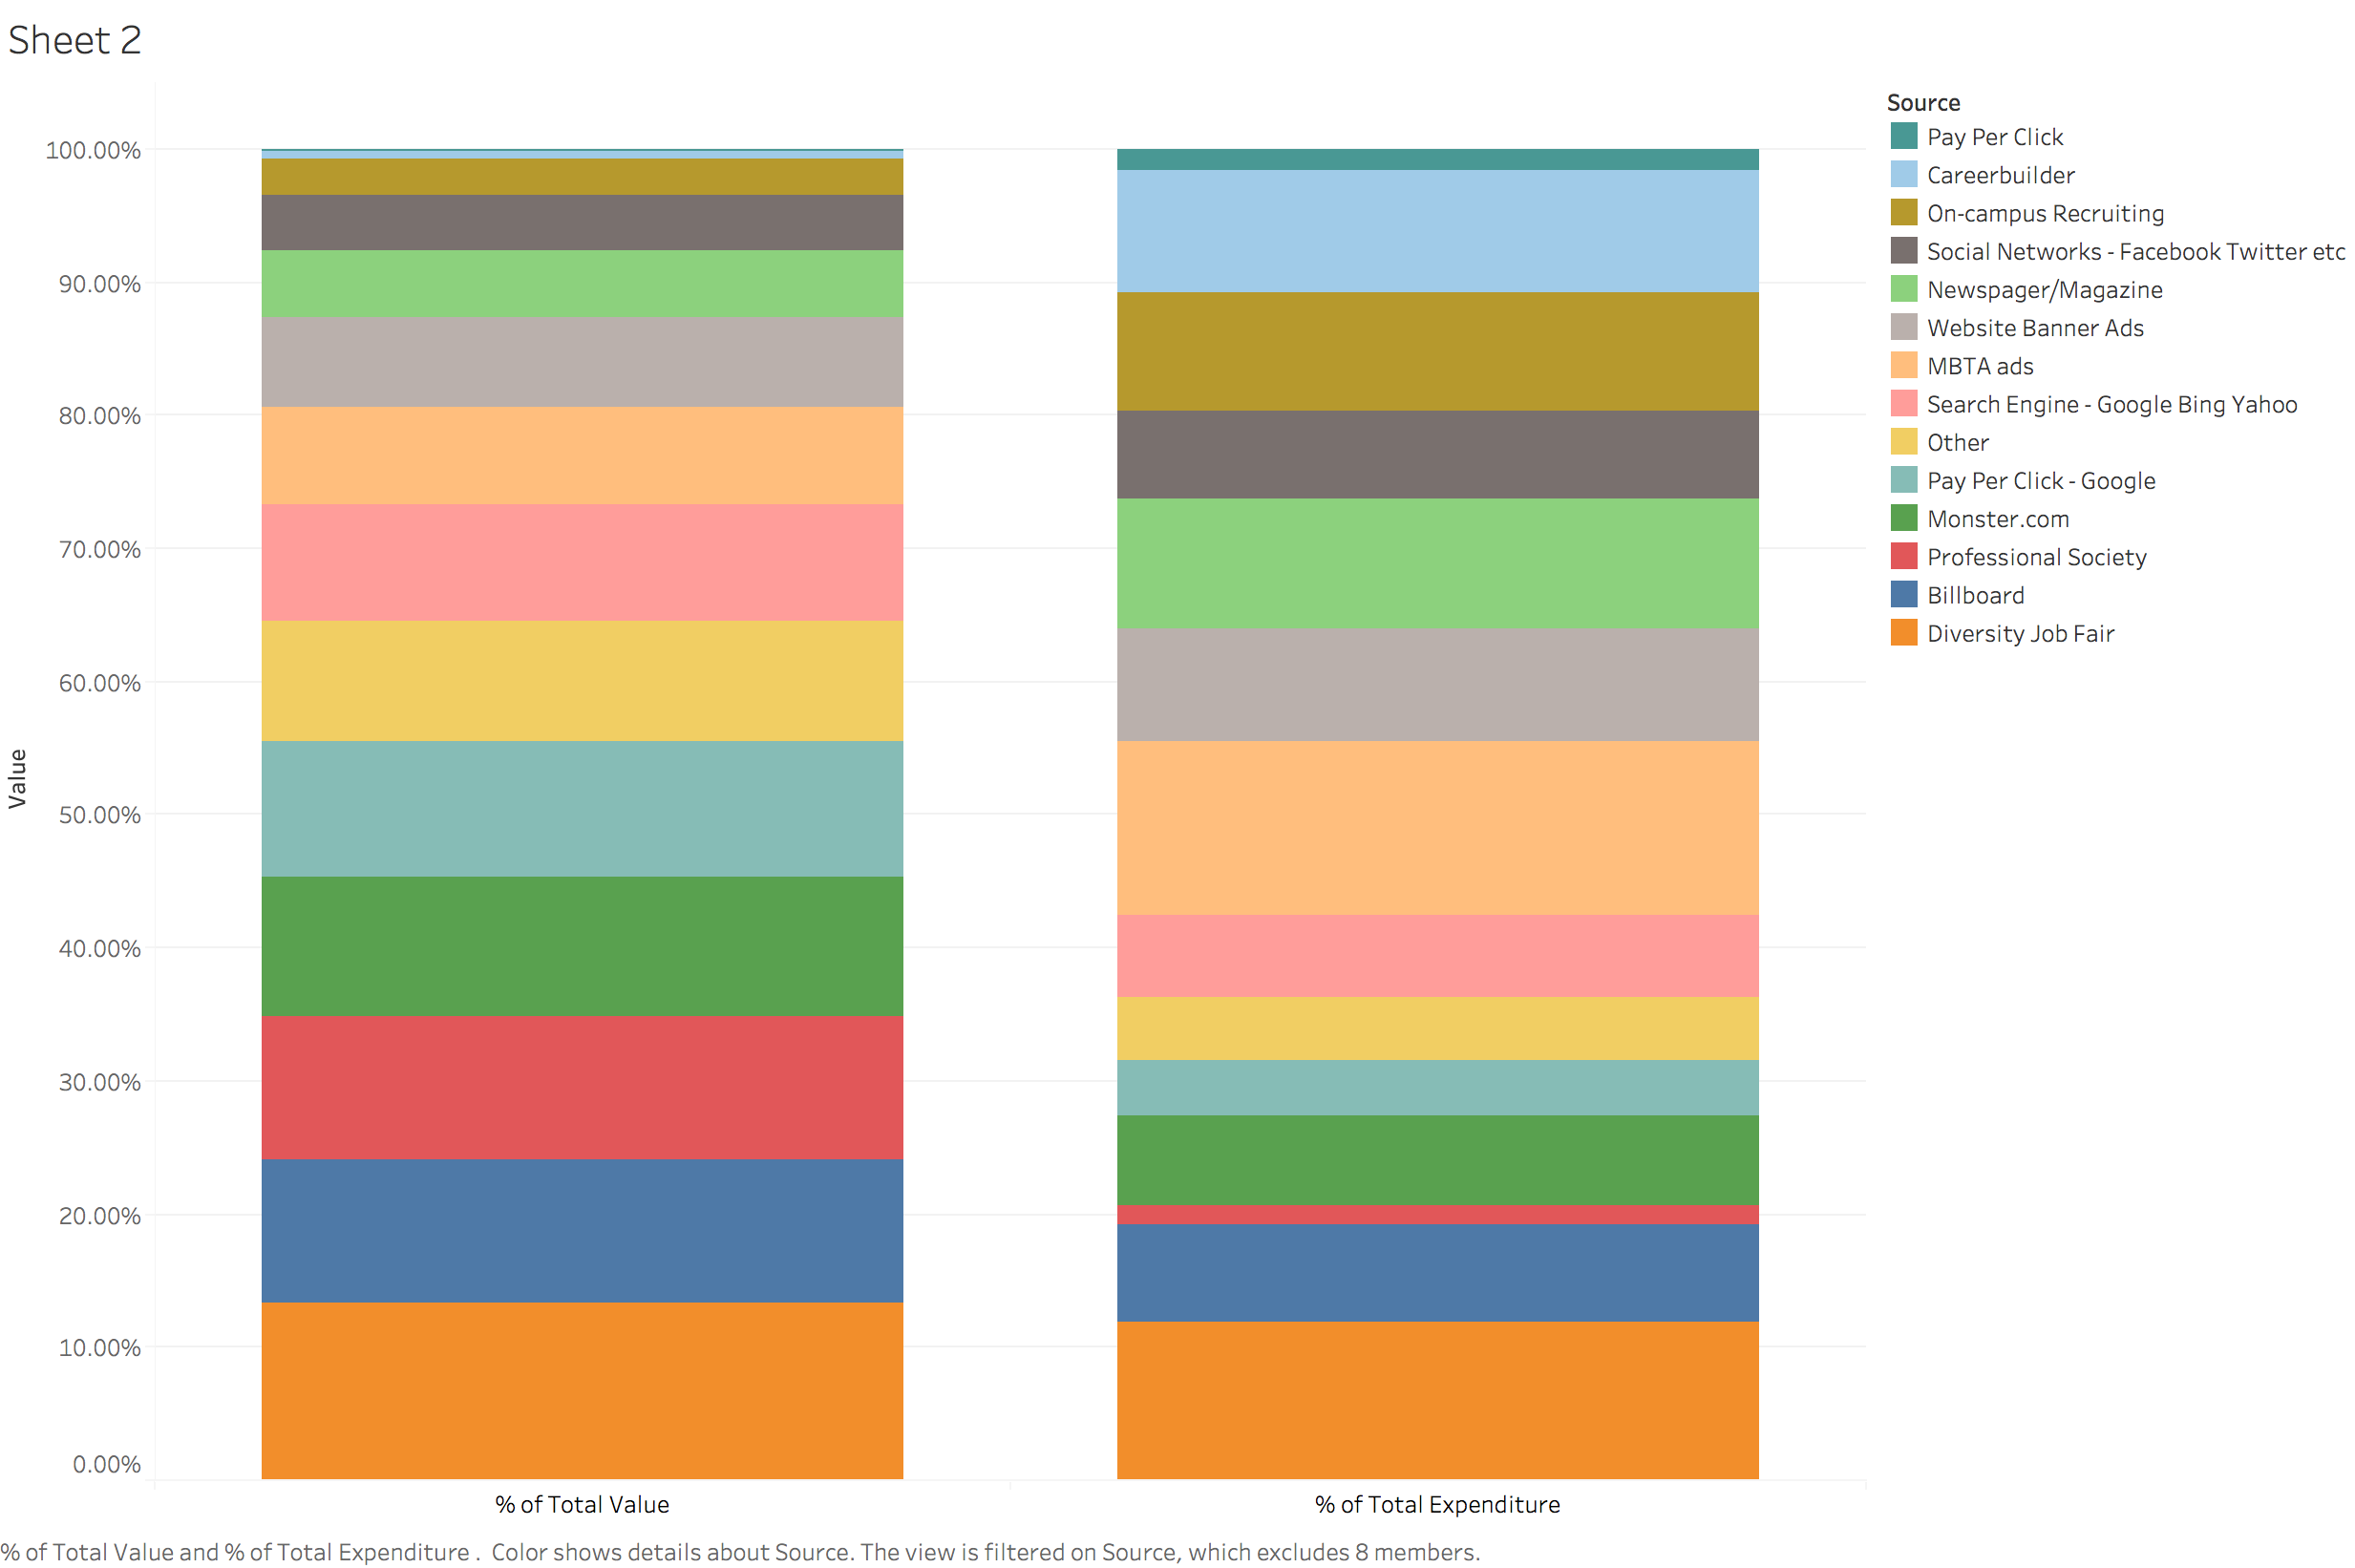 Sheet 2
Source
Pay Per Click
Careerbuilder
On-campus Recruiting
Social Networks - Facebook Twitter etc
Newspager/Magazine
Website Banner Ads
MBTA ads
Search Engine - Google Bing Yahoo
Other
Pay Per Click - Google
Monster.com
Professional Society
Billboard
Diversity Job Fair
100.00%
90.00%
80.00%
70.00%
60.00%
50.00%
40.00%
30.00%
20.00%
10.00%
0.00%
Value
% of Total Value
% of Total Expenditure
% of Total Value and % of Total Expenditure .  Color shows details about Source. The view is filtered on Source, which excludes 8 members.